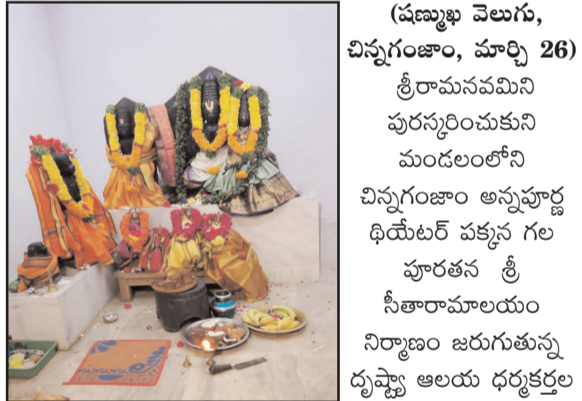 (షణ్ముఖ వెలుగు,
చిన్నగంజాం, మార్చి 26)
శ్రీరామనవమిని
పురస్కరించుకుని
మండలంలోని
చిన్నగంజాం అన్నపూర్ణ
థియేటర్ పక్కన గల
పూరతన శ్రీ
సీతారామాలయం
నిర్మాణం జరుగుతున్న
దృష్ట్యా ఆలయ ధర్మకర్తల